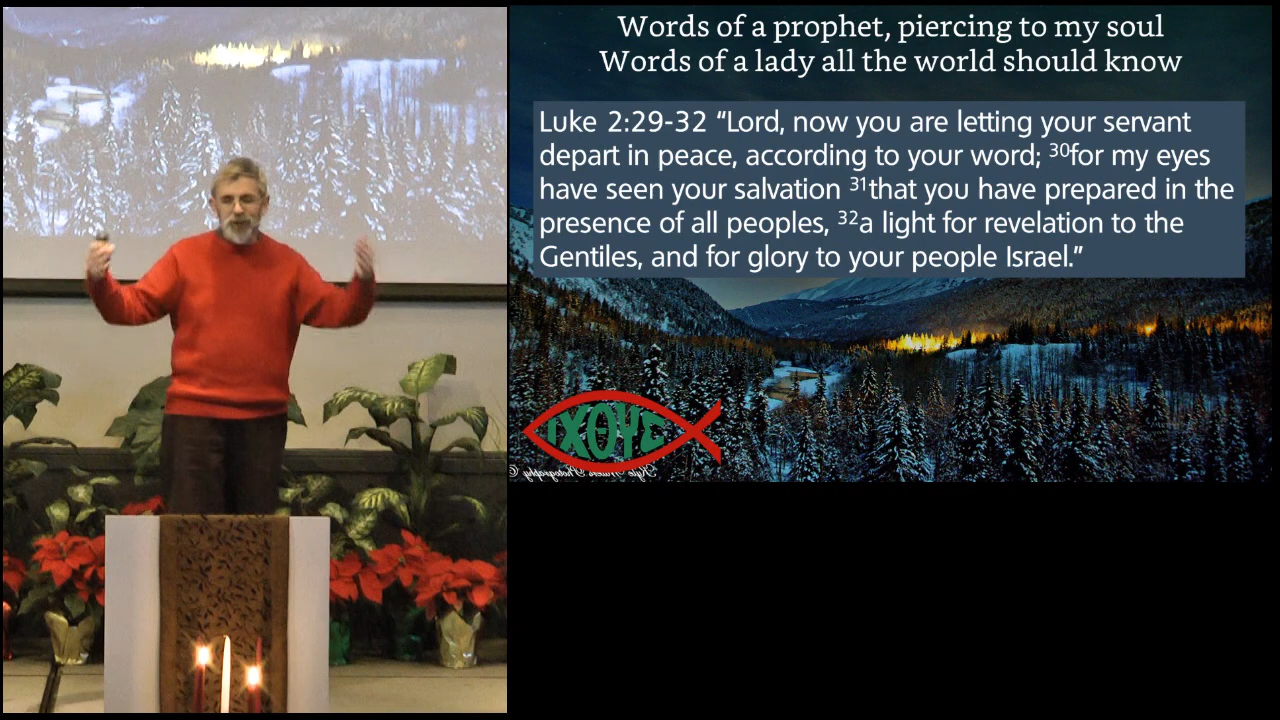 Words of a prophet, piercing to my soul
Words of a lady all the world should know
Luke 2:29-32 “Lord, now you are letting your servant
depart in peace, according to your word; ³⁰for my eyes
have seen your salvation ³¹that you have prepared in the
presence of all peoples, ³²a light for revelation to the
Gentiles, and for glory to your people Israel.”
ΙΧΘΥΣ
Photography ©